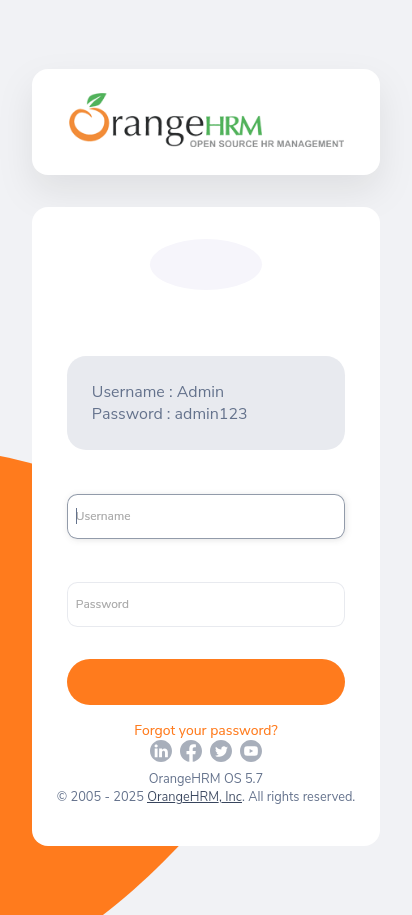 OrangeHRM
OPEN SOURCE HR MANAGEMENT
Username : Admin
Password : admin123
Username
Password
Forgot your password?
OrangeHRM OS 5.7
© 2005 - 2025 OrangeHRM, Inc. All rights reserved.